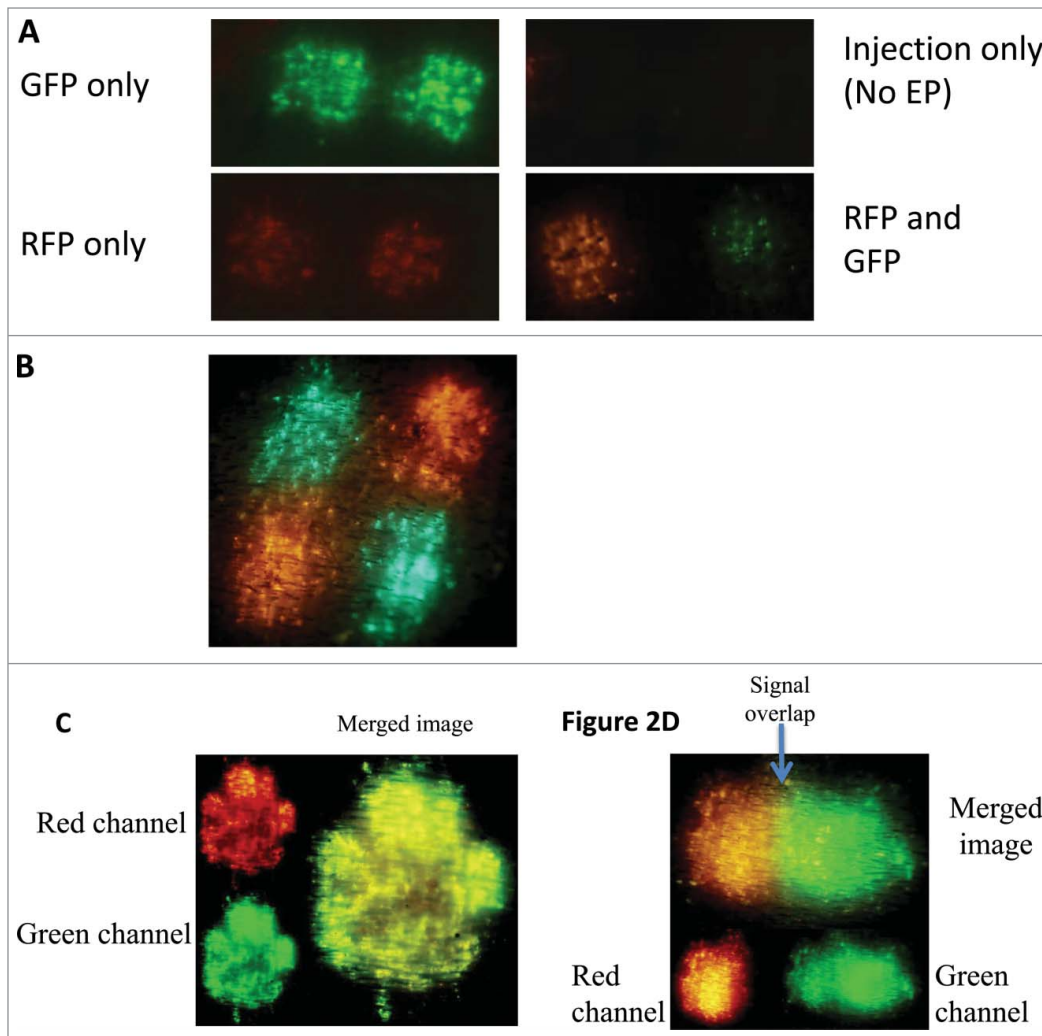 A
GFP only
Injection only
(No EP)
RFP only
RFP and
GFP
B
C
Merged image
Red channel
Green channel
Figure 2D
Signal
overlap
Merged
image
Red
channel
Green
channel